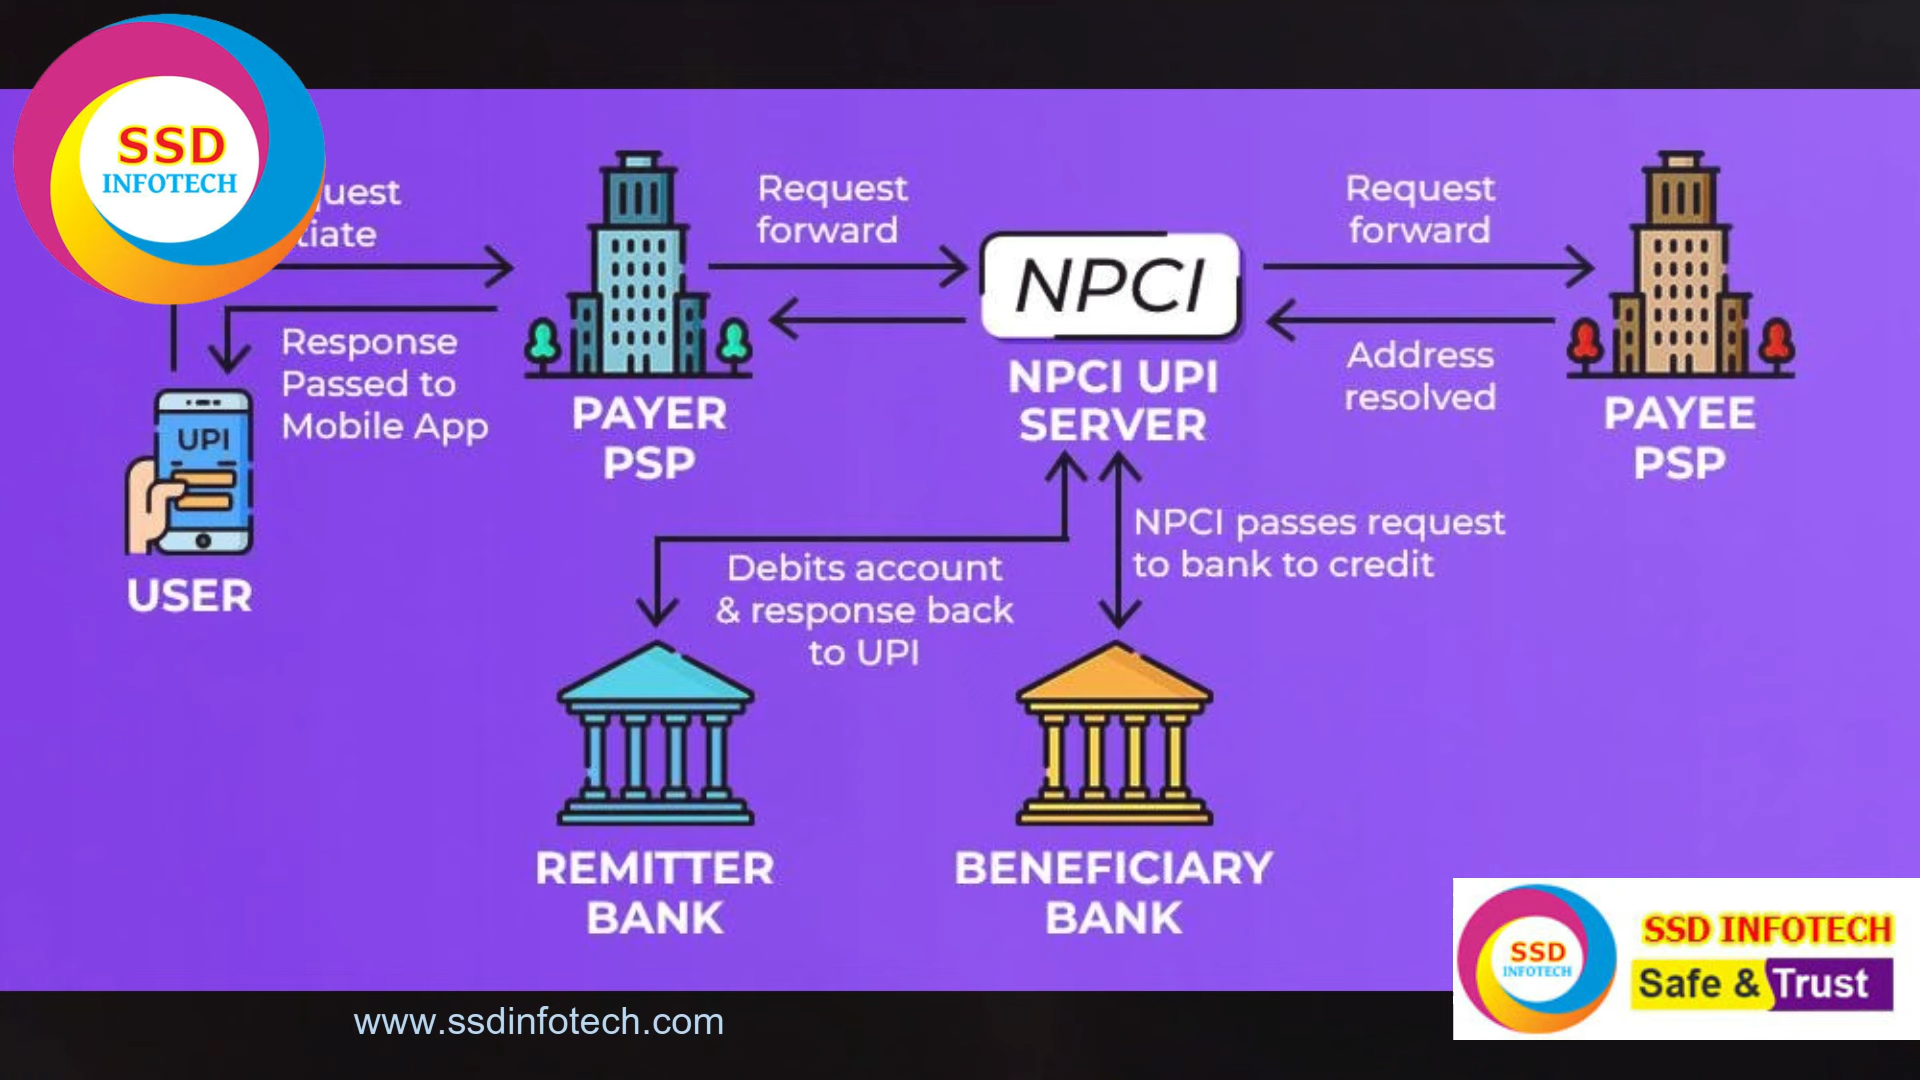 SSD
INFOTECH
uest
tiate
Request
forward
Request
forward
NPCI
Response
Passed to
Mobile App
Address
resolved
UPI
PAYER
PSP
NPCI UPI
SERVER
PAYEE
PSP
USER
NPCI passes request
to bank to credit
Debits account
& response back
to UPI
REMITTER
BANK
BENEFICIARY
BANK
SSD
INFOTECH
SSD INFOTECH
Safe & Trust
www.ssdinfotech.com